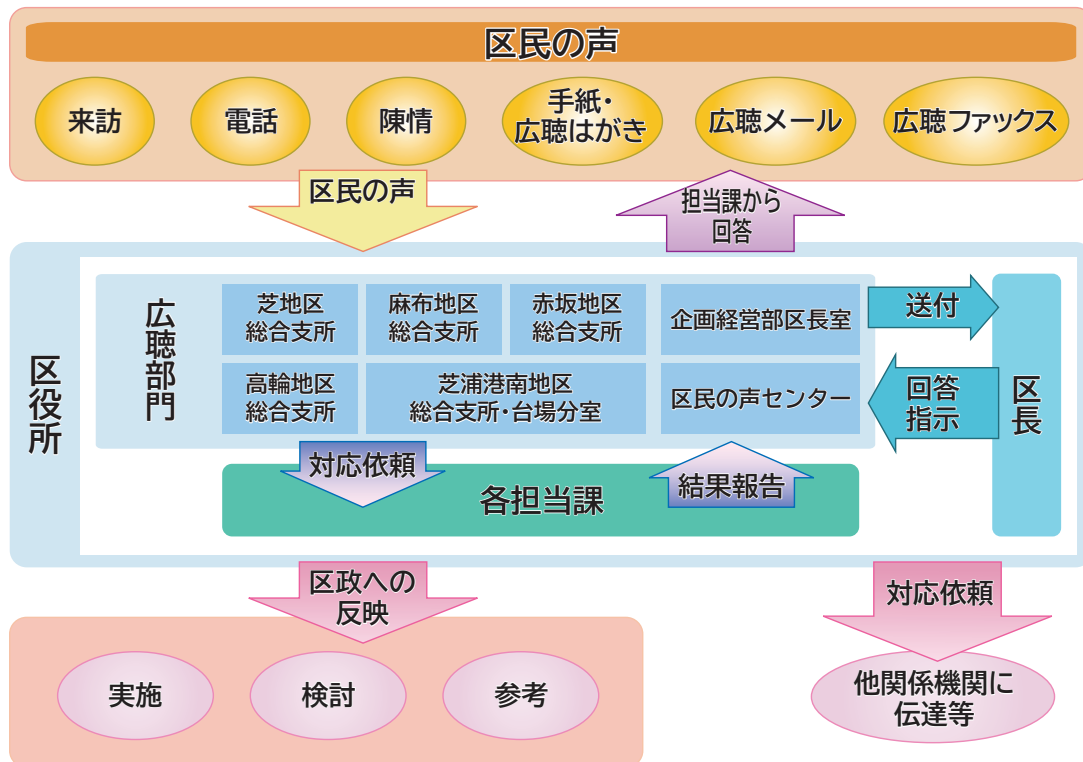 区民の声
来訪
電話
陳情
手紙・
広聴はがき
広聴メール
広聴ファックス
区民の声
担当課から
回答
区役所
広聴部門
芝地区
総合支所
麻布地区
総合支所
赤坂地区
総合支所
企画経営部区長室
高輪地区
総合支所
芝浦港南地区
総合支所・台場分室
区民の声センター
送付
回答
指示
区長
対応依頼
結果報告
各担当課
区政への
反映
対応依頼
実施
検討
参考
他関係機関に
伝達等